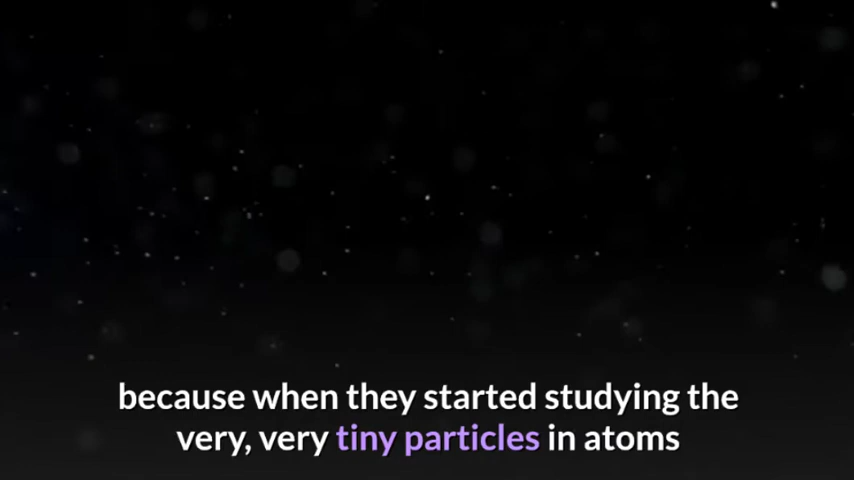 because when they started studying the
very, very tiny particles in atoms